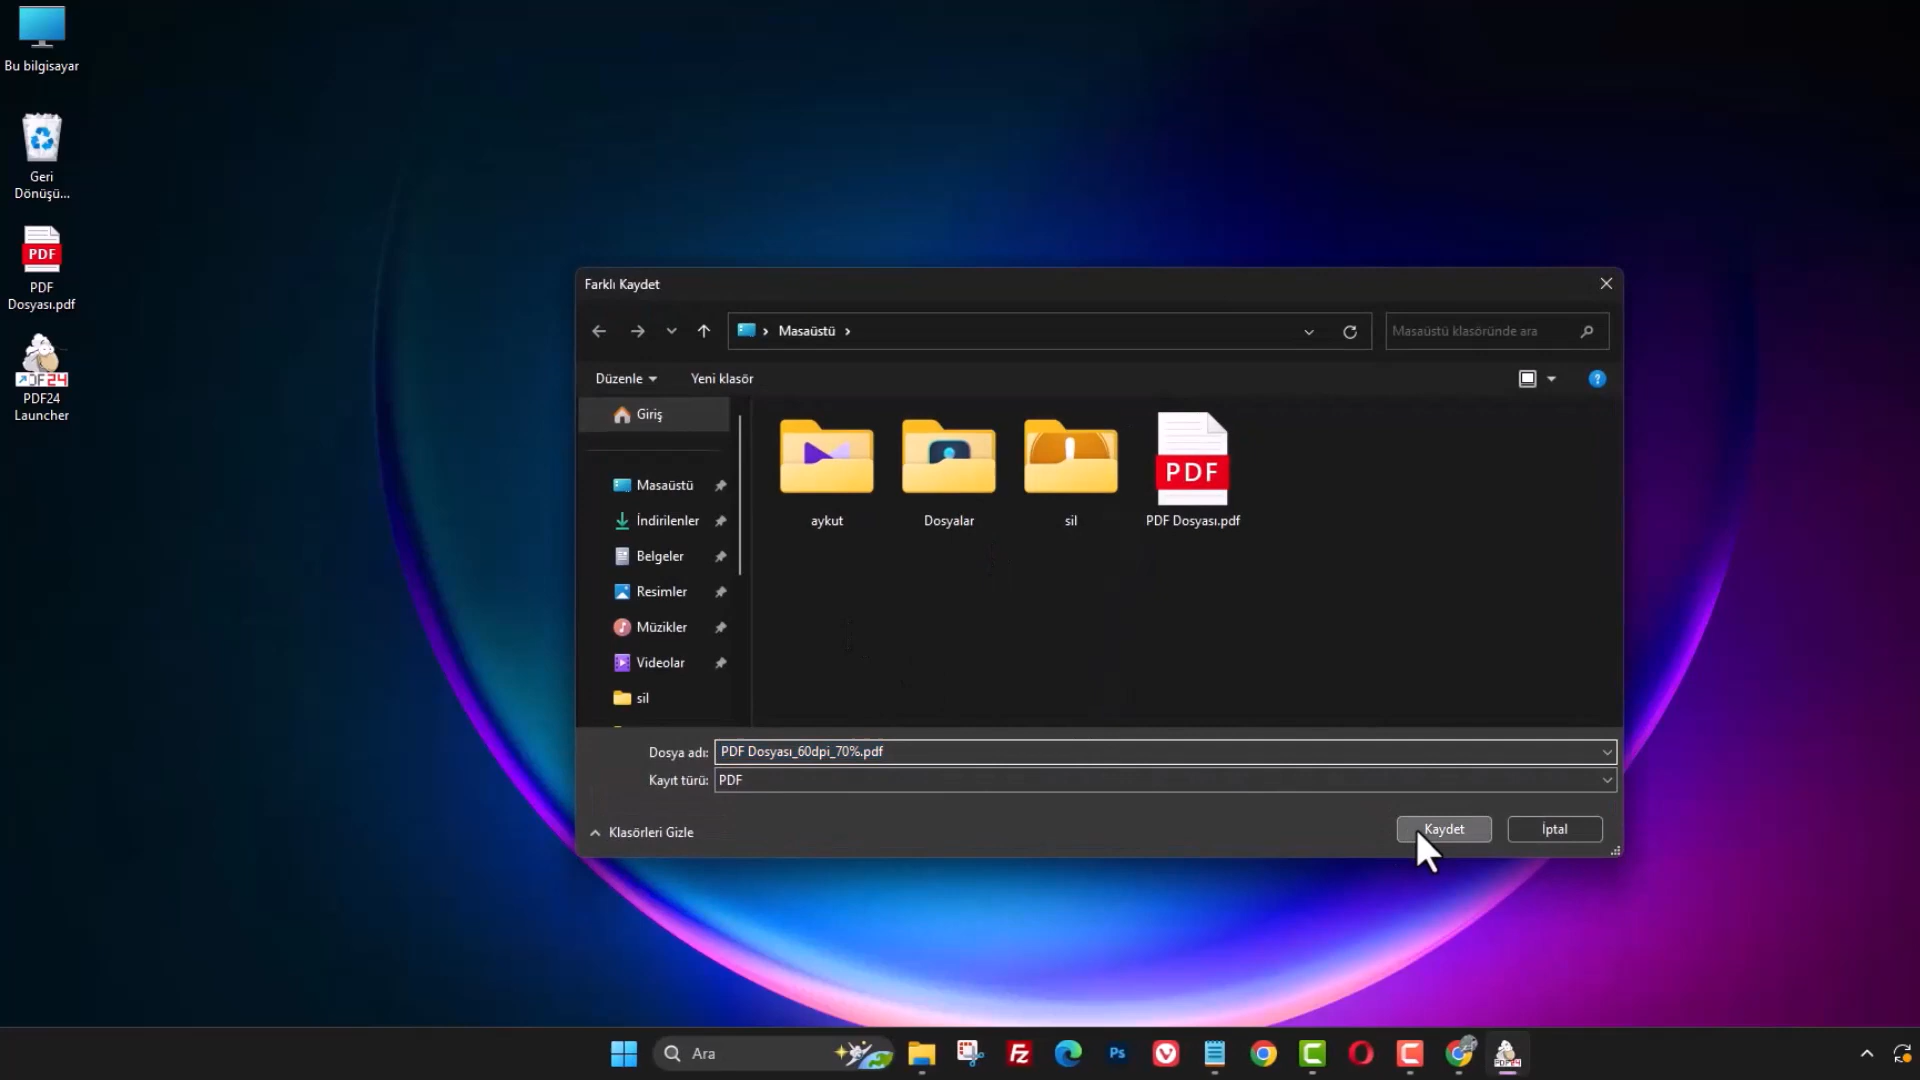 Bu bilgisayar
Geri
Dönüşü...
PDF
PDF
Dosyası.pdf
PDF24
PDF24
Launcher
Farklı Kaydet
Masaüstü
Masaüstü klasöründe ara
Düzenle
Yeni klasör
?
Giriş
Masaüstü
İndirilenler
Belgeler
Resimler
Müzikler
Videolar
sil
aykut
Dosyalar
sil
PDF
PDF Dosyası.pdf
Dosya adı:
PDF Dosyası_60dpi_70%.pdf
Kayıt türü:
PDF
Klasörleri Gizle
Kaydet
İptal
Ara
Fz
Ps
C
C
PDF24